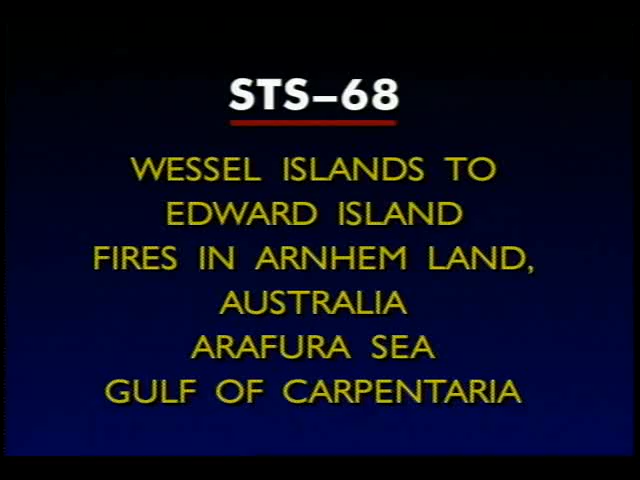 STS–68
WESSEL ISLANDS TO
EDWARD ISLAND
FIRES IN ARNHEM LAND,
AUSTRALIA
ARAFURA SEA
GULF OF CARPENTARIA